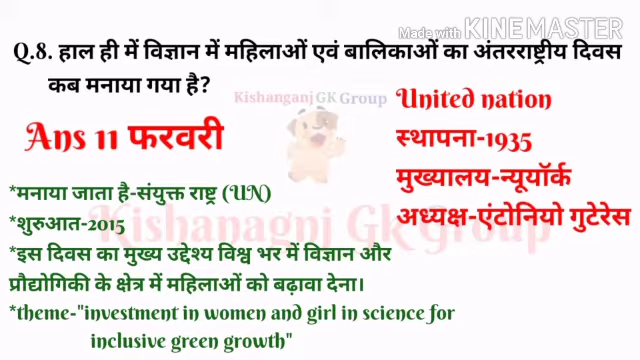 Made with KINEMASTER
Q.8. हाल ही में विज्ञान में महिलाओं एवं बालिकाओं का अंतरराष्ट्रीय दिवस
कब मनाया गया है?
Kishanganj GK Group
Ans 11 फरवरी
United nation
स्थापना-1935
मुख्यालय-न्यूयॉर्क
अध्यक्ष-एंटोनियो गुटेरेस
*मनाया जाता है-संयुक्त राष्ट्र (UN)
*शुरुआत-2015
Kishanagnj GK Group
*इस दिवस का मुख्य उद्देश्य विश्व भर में विज्ञान और
प्रौद्योगिकी के क्षेत्र में महिलाओं को बढ़ावा देना।
*theme-"investment in women and girl in science for
inclusive green growth"